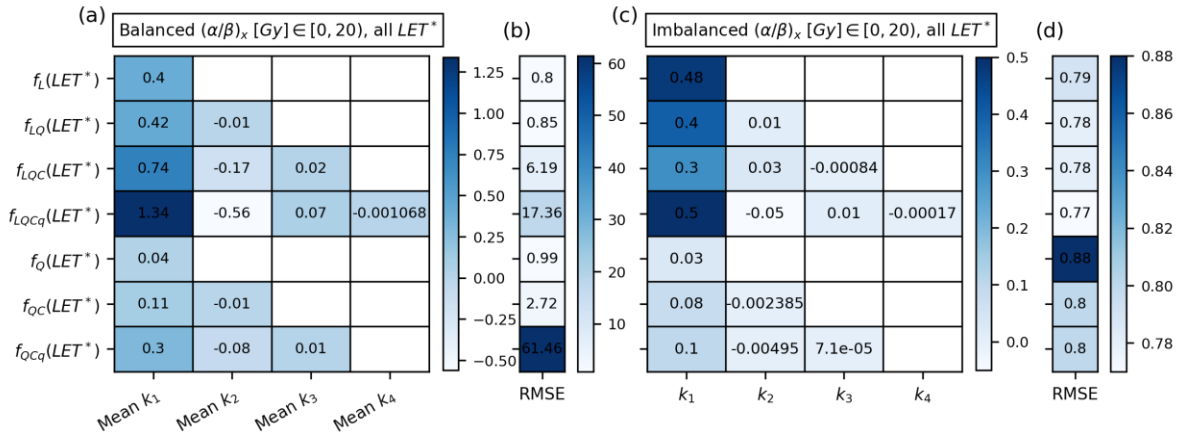 (a) Balanced (α/β)ₓ [Gy] ∈ [0, 20), all LET*
f_L(LET*) 0.4
f_LQ(LET*) 0.42 -0.01
f_LQC(LET*) 0.74 -0.17 0.02
f_LQCq(LET*) 1.34 -0.56 0.07 -0.001068
f_Q(LET*) 0.04
f_QC(LET*) 0.11 -0.01
f_QCq(LET*) 0.3 -0.08 0.01
Mean k₁ Mean k₂ Mean k₃ Mean k₄
1.25
1.00
0.75
0.50
0.25
0.00
−0.25
−0.50
(b)
0.8
0.85
6.19
17.36
0.99
2.72
61.46
RMSE
60
50
40
30
20
10
(c) Imbalanced (α/β)ₓ [Gy] ∈ [0, 20), all LET*
0.48
0.4 0.01
0.3 0.03 -0.00084
0.5 -0.05 0.01 -0.00017
0.03
0.08 -0.002385
0.1 -0.00495 7.1e-05
k₁ k₂ k₃ k₄
0.5
0.4
0.3
0.2
0.1
0.0
(d)
0.79
0.78
0.78
0.77
0.88
0.8
0.8
RMSE
0.88
0.86
0.84
0.82
0.80
0.78